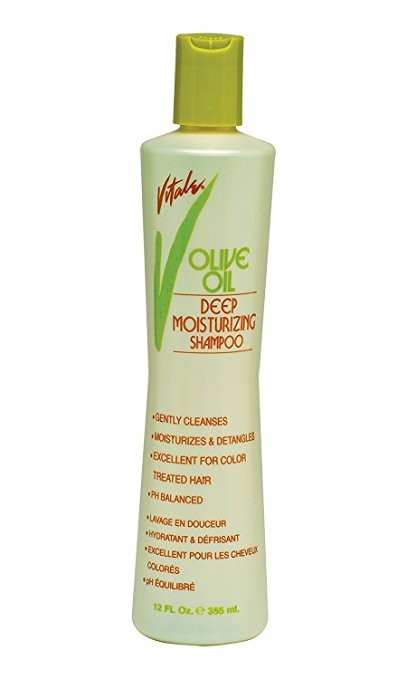 Vitale
OLIVE
OIL
DEEP
MOISTURIZING
SHAMPOO
•GENTLY CLEANSES
•MOISTURIZES & DETANGLES
•EXCELLENT FOR COLOR
TREATED HAIR
•PH BALANCED
•LAVAGE EN DOUCEUR
•HYDRATANT & DÉFRISANT
•EXCELLENT POUR LES CHEVEUX
COLORÉS
•pH ÉQUILIBRÉ
12 FL Oz. ℮ 355 ml.